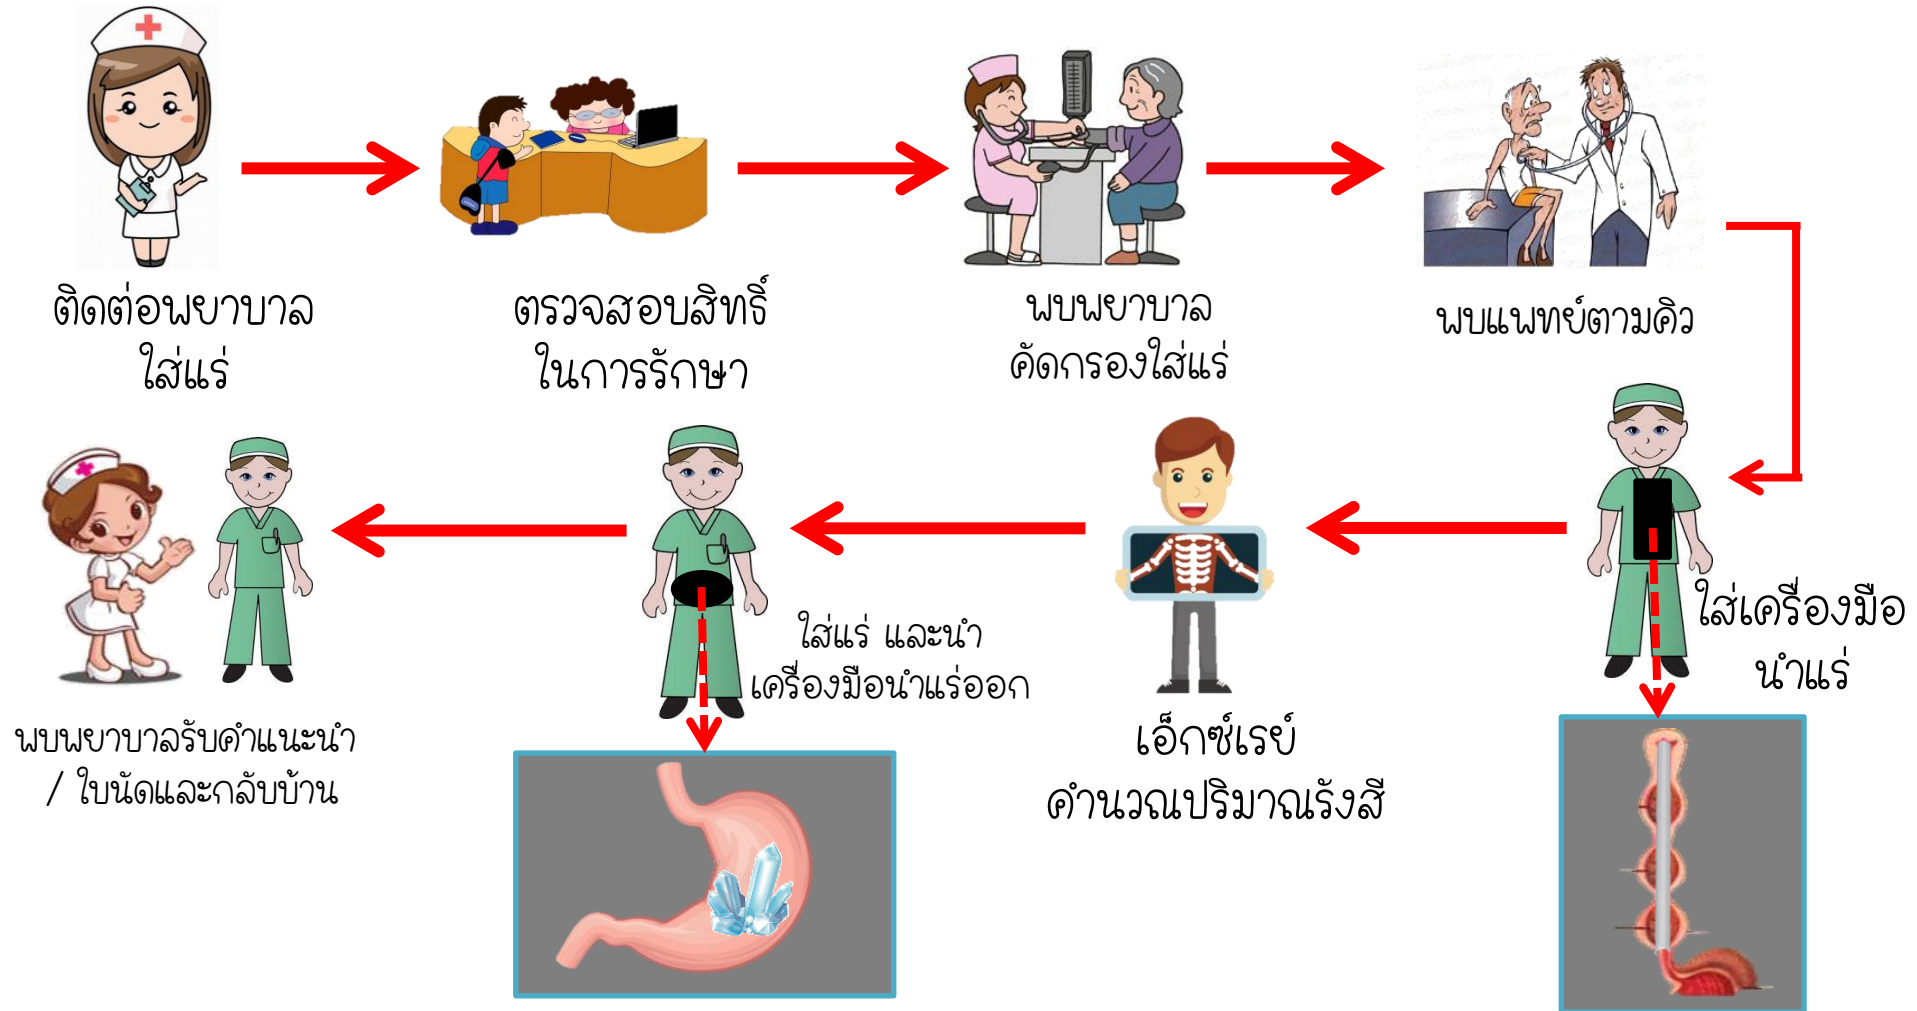 ติดต่อพยาบาล
ใส่แร่
ตรวจสอบสิทธิ์
ในการรักษา
พบพยาบาล
คัดกรองใส่แร่
พบแพทย์ตามคิว
ใส่เครื่องมือ
นำแร่
เอ็กซ์เรย์
คำนวณปริมาณรังสี
ใส่แร่ และนำ
เครื่องมือนำแร่ออก
พบพยาบาลรับคำแนะนำ
/ ใบนัดและกลับบ้าน